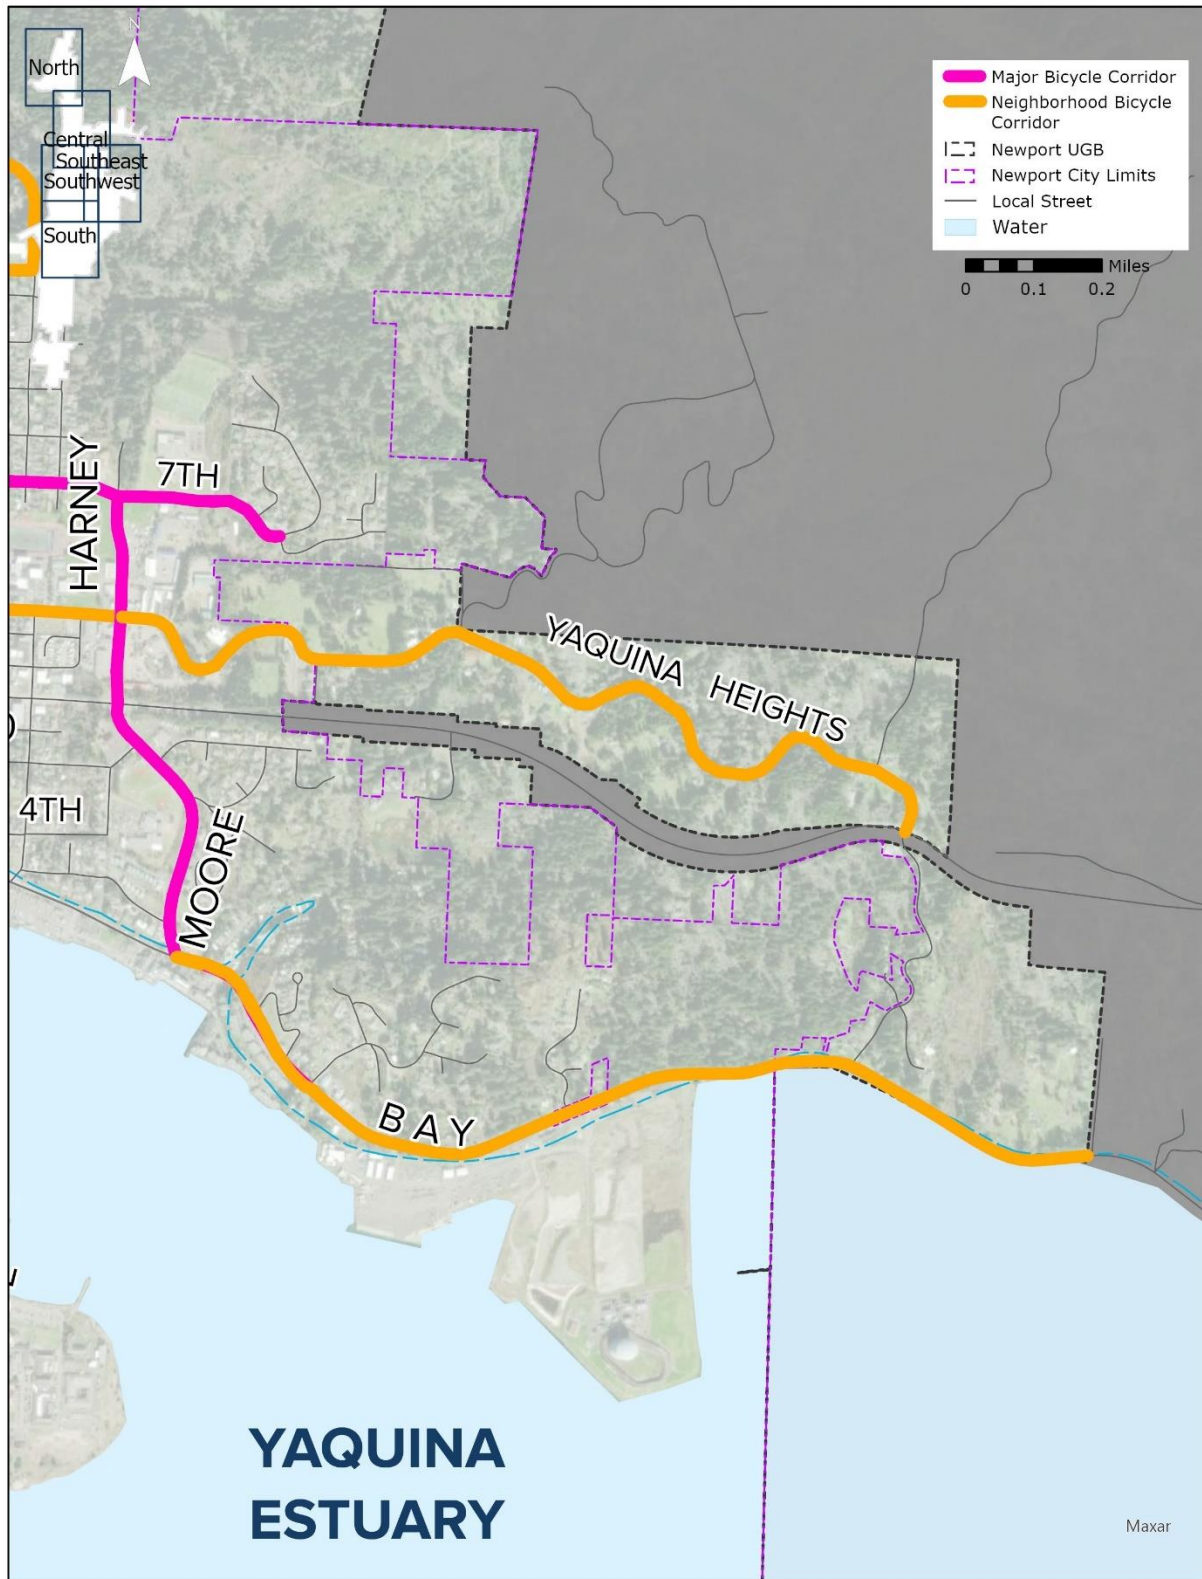 N
North
Central
Southeast
Southwest
South
Major Bicycle Corridor
Neighborhood Bicycle
Corridor
Newport UGB
Newport City Limits
Local Street
Water
Miles
0 0.1 0.2
HARNEY
7TH
YAQUINA HEIGHTS
4TH
MOORE
BAY
YAQUINA
ESTUARY
Maxar